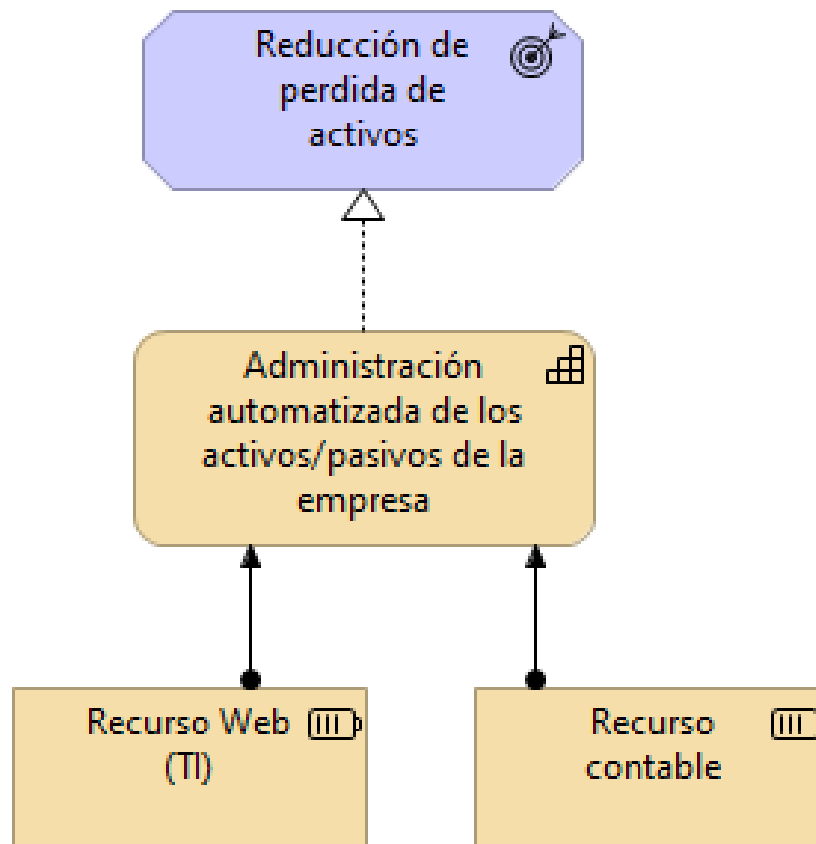 Reducción de
perdida de
activos
Administración
automatizada de los
activos/pasivos de la
empresa
Recurso Web
(TI)
Recurso
contable